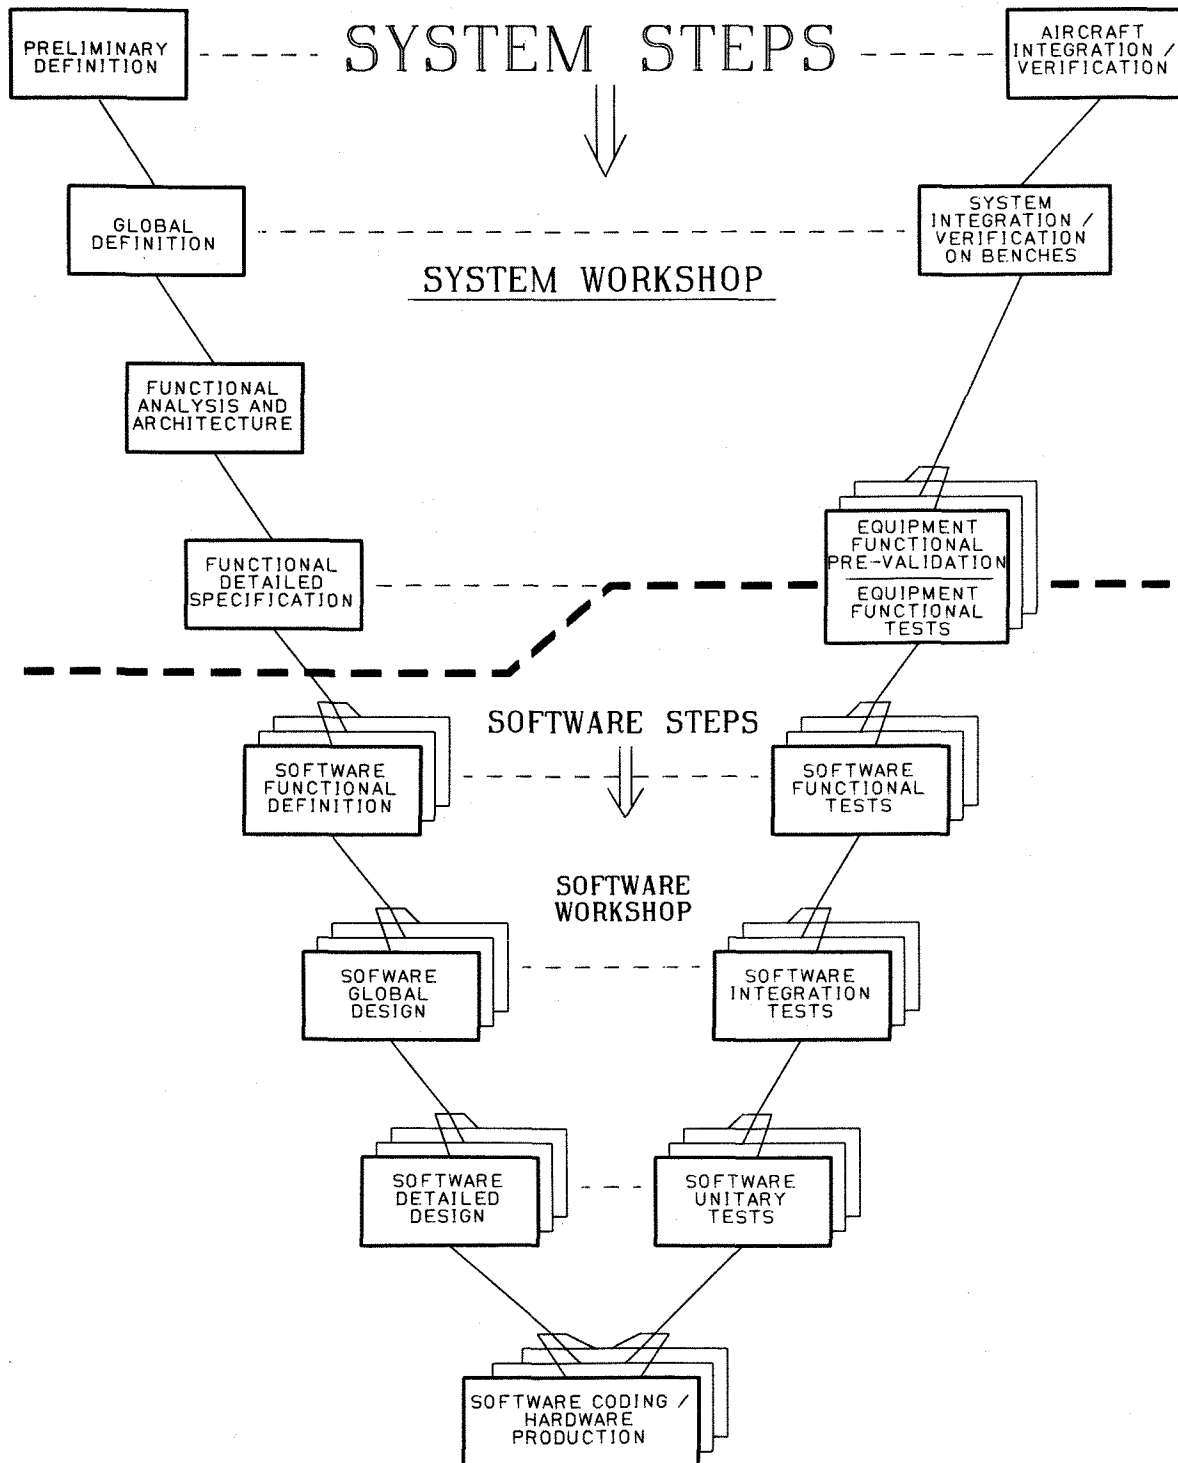 PRELIMINARY
DEFINITION
SYSTEM STEPS
AIRCRAFT
INTEGRATION /
VERIFICATION
GLOBAL
DEFINITION
SYSTEM
INTEGRATION /
VERIFICATION
ON BENCHES
SYSTEM WORKSHOP
FUNCTIONAL
ANALYSIS AND
ARCHITECTURE
FUNCTIONAL
DETAILED
SPECIFICATION
EQUIPMENT
FUNCTIONAL
PRE-VALIDATION
EQUIPMENT
FUNCTIONAL
TESTS
SOFTWARE STEPS
SOFTWARE
FUNCTIONAL
DEFINITION
SOFTWARE
FUNCTIONAL
TESTS
SOFTWARE
WORKSHOP
SOFWARE
GLOBAL
DESIGN
SOFTWARE
INTEGRATION
TESTS
SOFTWARE
DETAILED
DESIGN
SOFTWARE
UNITARY
TESTS
SOFTWARE CODING /
HARDWARE
PRODUCTION